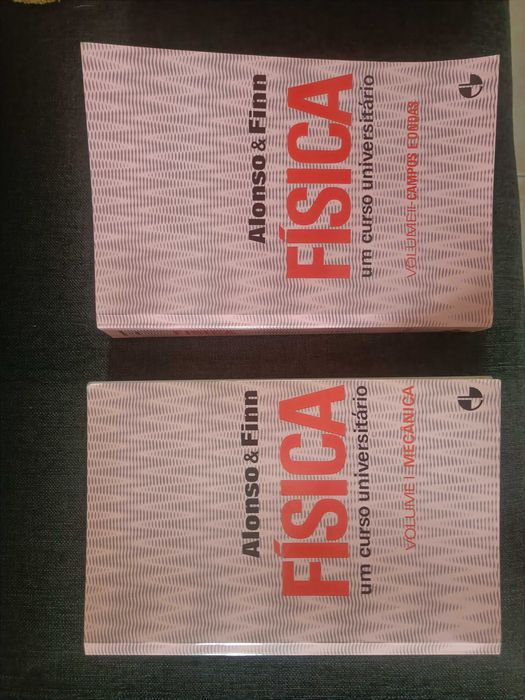 Alonso & Finn
FÍSICA
um curso universitário
VOLUME II - CAMPOS E ONDAS
Alonso & Finn
FÍSICA
um curso universitário
VOLUME I - MECÂNICA